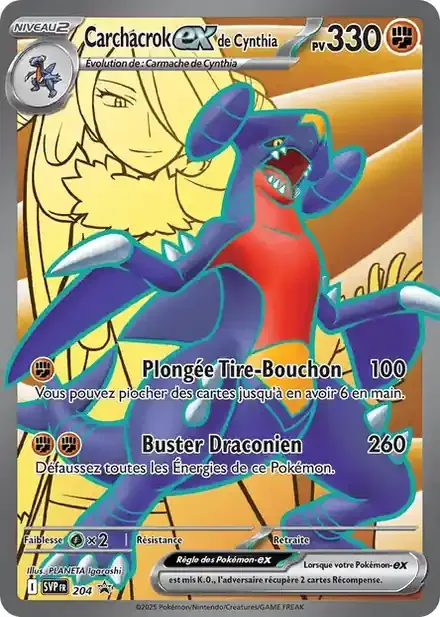 NIVEAU 2
Carchacrok ex de Cynthia PV 330
Évolution de : Carmache de Cynthia
Plongée Tire-Bouchon 100
Vous pouvez piocher des cartes jusqu'à en avoir 6 en main.
Buster Draconien 260
Défaussez toutes les Énergies de ce Pokémon.
Faiblesse ×2 Résistance Retraite
Règle des Pokémon-ex Lorsque votre Pokémon-ex
est mis K.O., l'adversaire récupère 2 cartes Récompense.
Illus. PLANETA Igarashi
I SVP FR 204
©2025 Pokémon/Nintendo/Creatures/GAME FREAK